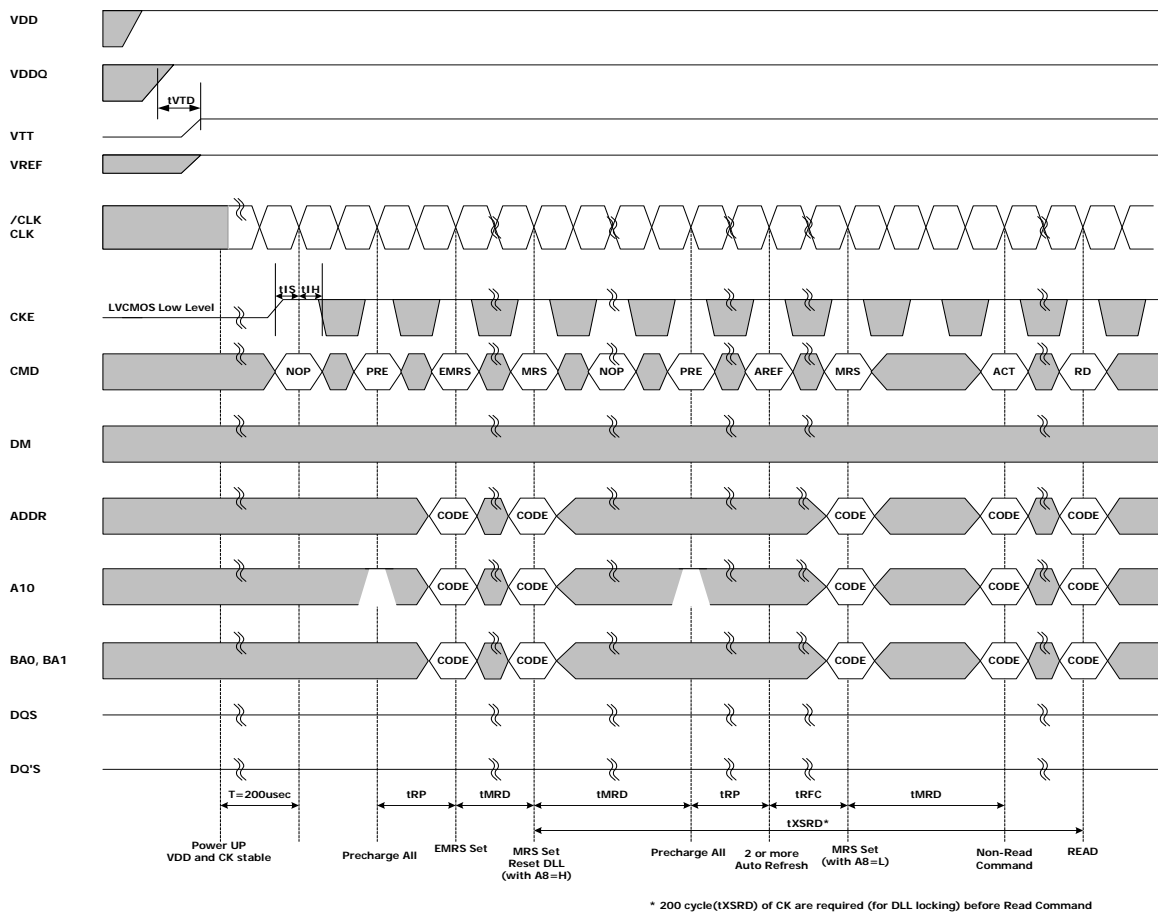 VDD
VDDQ
tVTD
VTT
VREF
/CLK
CLK
tIS tIH
CKE
LVCMOS Low Level
CMD
NOP PRE EMRS MRS NOP PRE AREF MRS ACT RD
DM
ADDR
CODE CODE CODE CODE CODE
A10
CODE CODE CODE CODE CODE
BA0, BA1
CODE CODE CODE CODE CODE
DQS
DQ'S
T=200usec
tRP tMRD tMRD tRP tRFC tMRD
tXSRD*
Power UP
VDD and CK stable
Precharge All
EMRS Set
MRS Set
Reset DLL
(with A8=H)
Precharge All
2 or more
Auto Refresh
MRS Set
(with A8=L)
Non-Read
Command
READ
* 200 cycle(tXSRD) of CK are required (for DLL locking) before Read Command